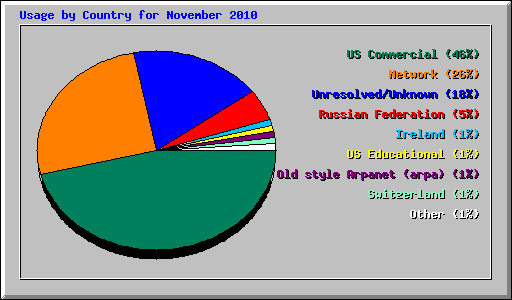 Usage by Country for November 2010
US Commercial (46%)
Network (26%)
Unresolved/Unknown (18%)
Russian Federation (5%)
Ireland (1%)
US Educational (1%)
Old style Arpanet (arpa) (1%)
Switzerland (1%)
Other (1%)